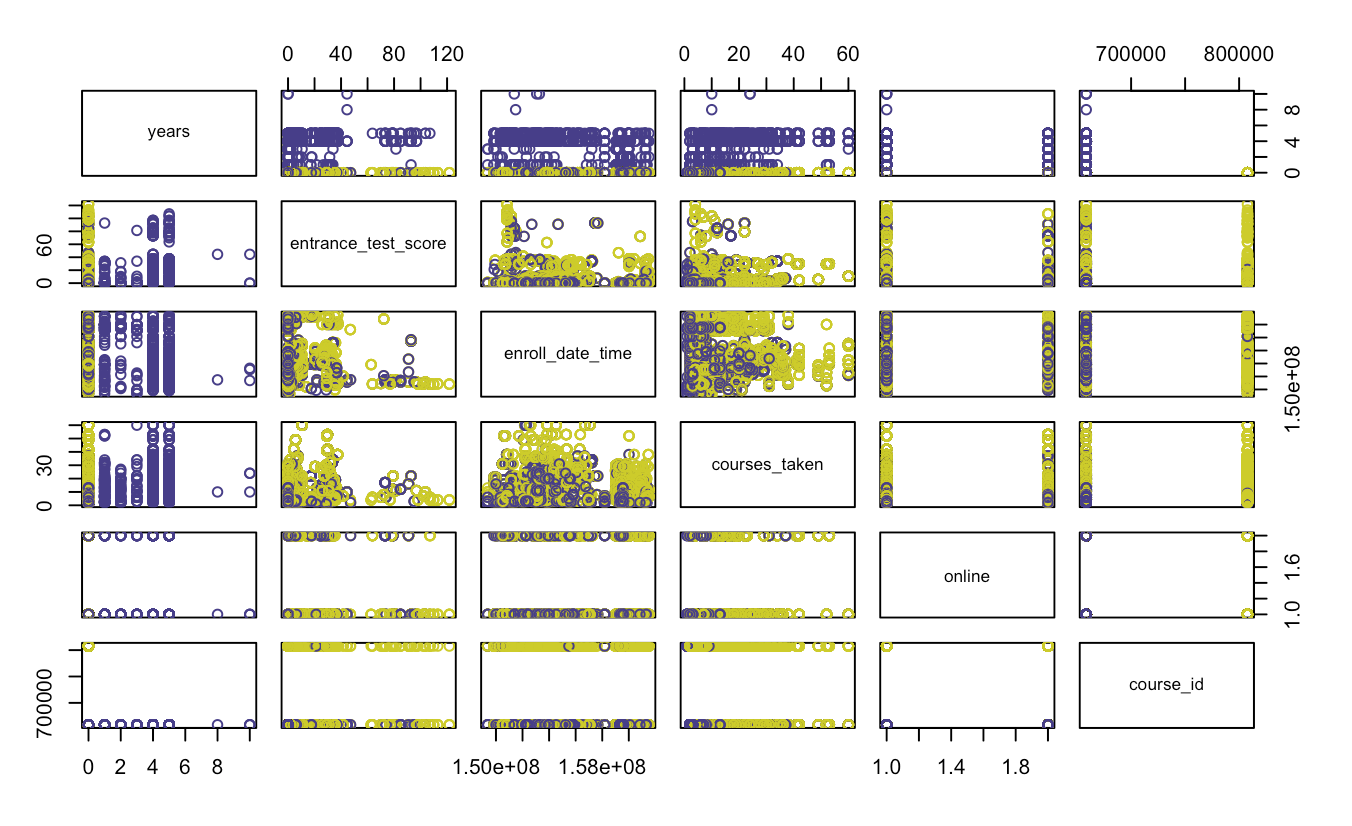 0 40 80 120 0 20 40 60 700000 800000
years 0 4 8
0 60 entrance_test_score
enroll_date_time 1.50e+08
0 30 courses_taken
online 1.0 1.6
700000 course_id
0 2 4 6 8 1.50e+08 1.58e+08 1.0 1.4 1.8